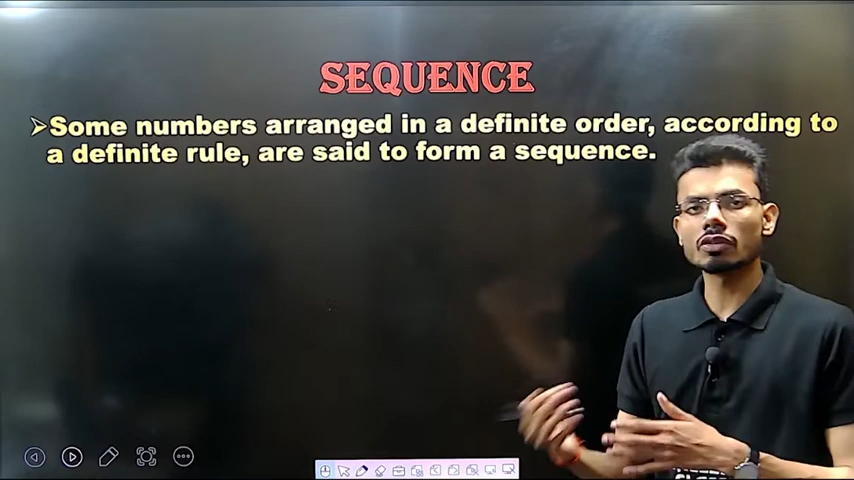 SEQUENCE
Some numbers arranged in a definite order, according to
a definite rule, are said to form a sequence.